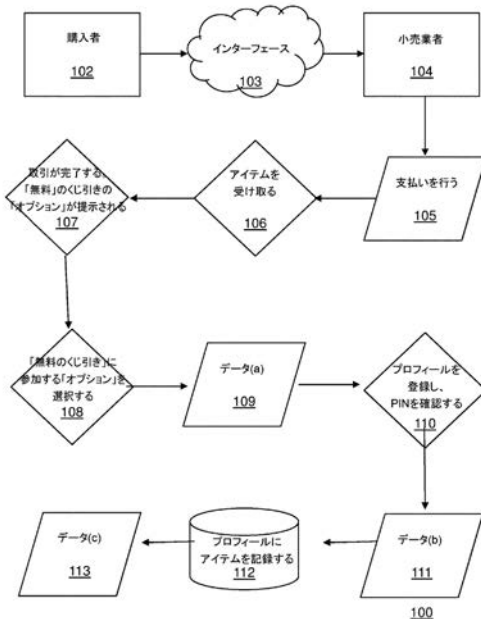 購入者
102
インターフェース
103
小売業者
104
取引が完了する、
「無料」のくじ引きの
「オプション」が提示される
107
アイテムを
受け取る
106
支払いを行う
105
「無料のくじ引き」に
参加する「オプション」を
選択する
108
データ(a)
109
プロフィールを
登録し、
PINを確認する
110
データ(c)
113
プロフィールに
アイテムを記録する
112
データ(b)
111
100